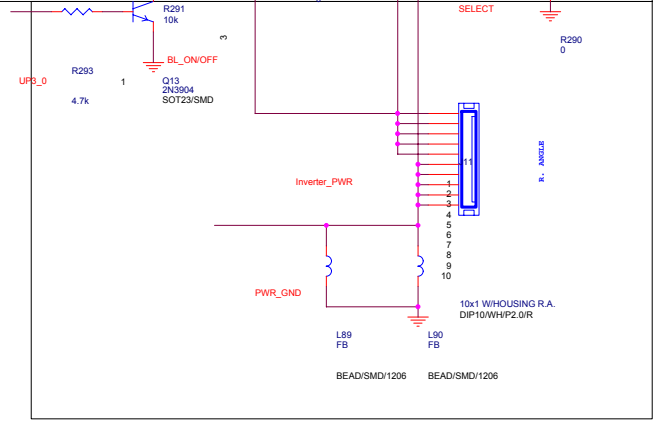 R291
10k
SELECT
3
R290
0
BL_ON/OFF
UP3_0
R293
4.7k
1
Q13
2N3904
SOT23/SMD
11
R. ANGLE
Inverter_PWR
1
2
3
4
5
6
7
8
9
10
PWR_GND
10x1 W/HOUSING R.A.
DIP10/WH/P2.0/R
L89
FB
L90
FB
BEAD/SMD/1206
BEAD/SMD/1206